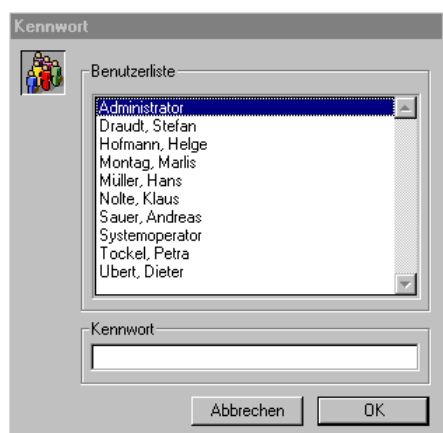 Kennwort
Benutzerliste
Administrator
Draudt, Stefan
Hofmann, Helge
Montag, Marlis
Müller, Hans
Nolte, Klaus
Sauer, Andreas
Systemoperator
Tockel, Petra
Ubert, Dieter
Kennwort
Abbrechen
OK